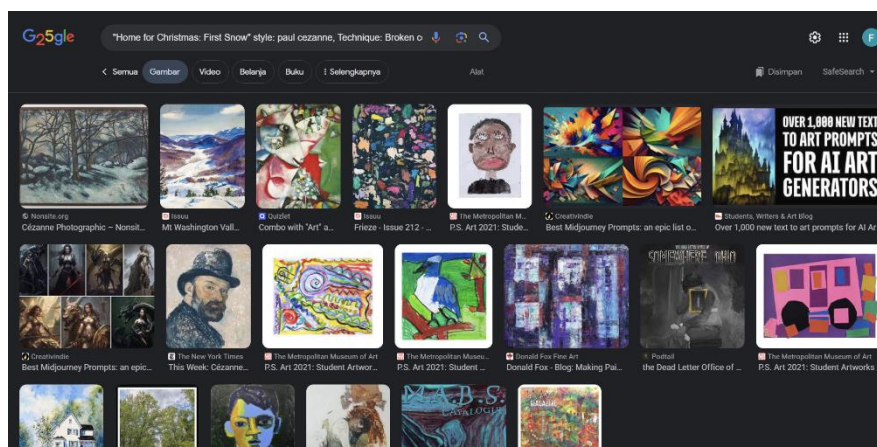 G25gle
"Home for Christmas: First Snow" style: paul cezanne, Technique: Broken c
F
Semua
Gambar
Video
Belanja
Buku
Selengkapnya
Alat
Disimpan
SafeSearch
OVER 1,000 NEW TEXT
TO ART PROMPTS
FOR AI ART
GENERATORS
Nonsite.org
Issuu
Quizlet
Issuu
The Metropolitan M...
Creativindie
Students, Writers & Art Blog
Cézanne Photographic – Nonsit...
Mt Washington Vall...
Combo with "Art" a...
Frieze - Issue 212 - ...
P.S. Art 2021: Stude...
Best Midjourney Prompts: an epic list o...
Over 1,000 new text to art prompts for AI Ar
SOMEWHERE OHIO
Creativindie
The New York Times
The Metropolitan Museum of Art
The Metropolitan Museu...
Donald Fox Fine Art
Podtail
The Metropolitan Museum of Art
Best Midjourney Prompts: an epic...
This Week: Cézanne...
P.S. Art 2021: Student Artwor...
P.S. Art 2021: Student ...
Donald Fox - Blog: Making Pai...
the Dead Letter Office of ...
P.S. Art 2021: Student Artworks
M.A.B.S.
CATALOGUE